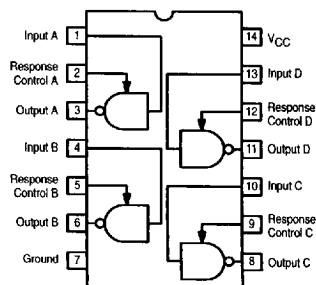 Input A 1
Response
Control A 2
Output A 3
Input B 4
Response
Control B 5
Output B 6
Ground 7
14 VCC
13 Input D
12 Response
Control D
11 Output D
10 Input C
9 Response
Control C
8 Output C